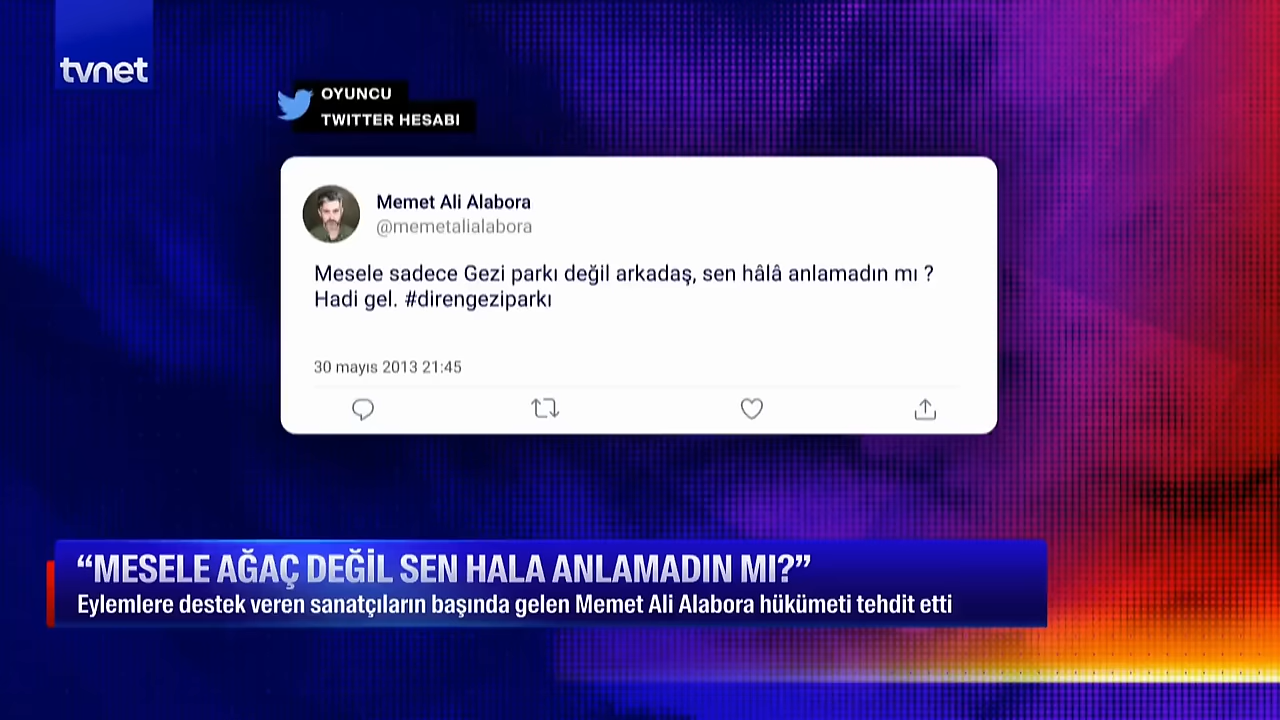 tvnet
OYUNCU
TWITTER HESABI
Memet Ali Alabora
@memetalialabora
Mesele sadece Gezi parkı değil arkadaş, sen hâlâ anlamadın mı ?
Hadi gel. #direngeziparkı
30 mayıs 2013 21:45
“MESELE AĞAÇ DEĞİL SEN HALA ANLAMADIN MI?”
Eylemlere destek veren sanatçıların başında gelen Memet Ali Alabora hükümeti tehdit etti